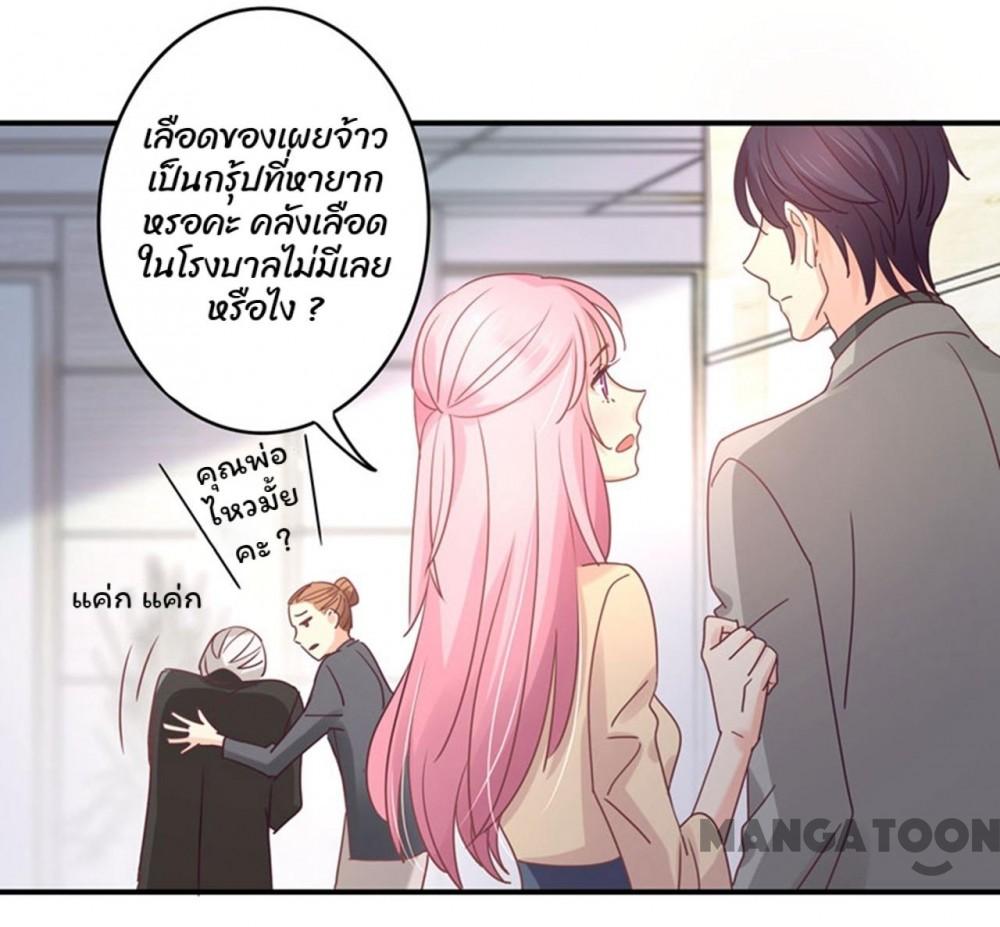 เลือดของเผยจ้าว
เป็นกรุ้ปที่หายาก
หรอคะ คลังเลือด
ในโรงบาลไม่มีเลย
หรือไง ?
คุณพ่อ
ไหวมั้ย
คะ ?
แค่ก แค่ก
MANGATOON